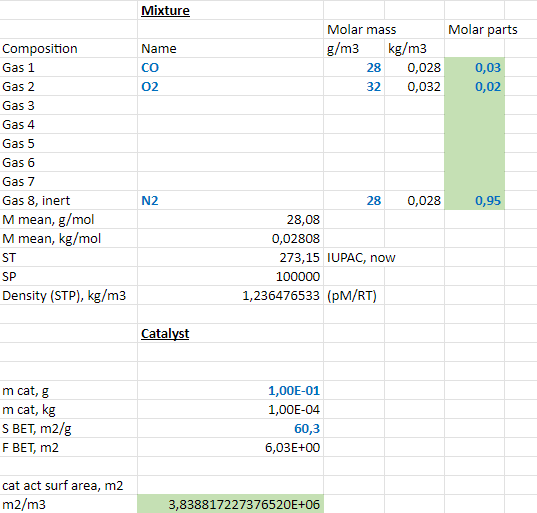 Mixture
Molar mass Molar parts
Composition Name g/m3 kg/m3
Gas 1 CO 28 0,028 0,03
Gas 2 O2 32 0,032 0,02
Gas 3
Gas 4
Gas 5
Gas 6
Gas 7
Gas 8, inert N2 28 0,028 0,95
M mean, g/mol 28,08
M mean, kg/mol 0,02808
ST 273,15 IUPAC, now
SP 100000
Density (STP), kg/m3 1,236476533 (pM/RT)
Catalyst
m cat, g 1,00E-01
m cat, kg 1,00E-04
S BET, m2/g 60,3
F BET, m2 6,03E+00
cat act surf area, m2
m2/m3 3,838817227376520E+06